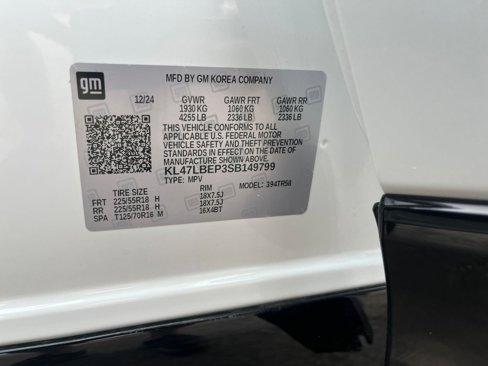 gm
MFD BY GM KOREA COMPANY
12/24 GVWR GAWR FRT GAWR RR
1930 KG 1060 KG 1060 KG
4255 LB 2336 LB 2336 LB
THIS VEHICLE CONFORMS TO ALL
APPLICABLE U.S. FEDERAL MOTOR
VEHICLE SAFETY AND THEFT PREVENTION
STANDARDS IN EFFECT ON THE DATE OF
MANUFACTURE SHOWN ABOVE.
KL47LBEP3SB149799
TYPE: MPV MODEL: 394TR58
TIRE SIZE RIM
FRT 225/55R18 H 18X7.5J
RR 225/55R18 H 18X7.5J
SPA T125/70R16 M 16X4BT